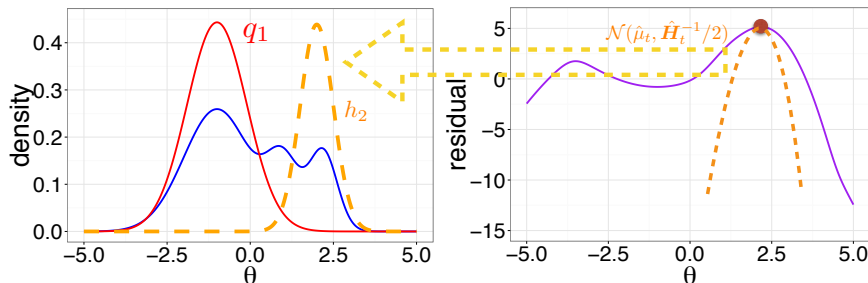 density
0.4
0.3
0.2
0.1
0.0
−5.0 −2.5 0.0 2.5 5.0
θ
q₁
h₂
residual
5
0
−5
−10
−15
−5.0 −2.5 0.0 2.5 5.0
θ
𝒩(μ̂ₜ, Ĥₜ⁻¹/2)